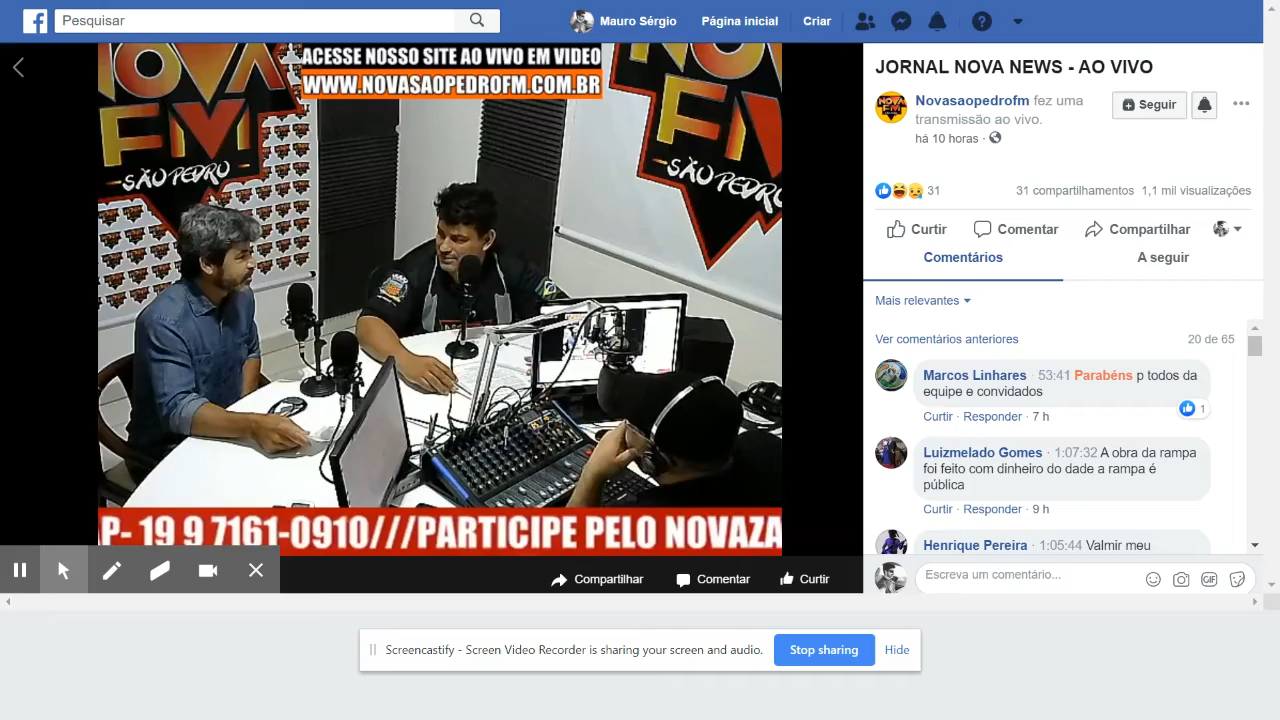 Pesquisar
Mauro Sérgio
Página inicial
Criar
ACESSE NOSSO SITE AO VIVO EM VIDEO
WWW.NOVASAOPEDROFM.COM.BR
NOVA
FM
SÃO PEDRO
NOVA
FM
SÃO PEDRO
P- 19 9 7161-0910///PARTICIPE PELO NOVAZA
Compartilhar
Comentar
Curtir
JORNAL NOVA NEWS - AO VIVO
Novasaopedrofm fez uma
transmissão ao vivo.
há 10 horas ·
Seguir
31
31 compartilhamentos
1,1 mil visualizações
Curtir
Comentar
Compartilhar
Comentários
A seguir
Mais relevantes
Ver comentários anteriores
20 de 65
Marcos Linhares · 53:41 Parabéns p todos da
equipe e convidados
1
Curtir · Responder · 7 h
Luizmelado Gomes · 1:07:32 A obra da rampa
foi feito com dinheiro do dade a rampa é
pública
Curtir · Responder · 9 h
Henrique Pereira · 1:05:44 Valmir meu
Escreva um comentário...
GIF
Screencastify - Screen Video Recorder is sharing your screen and audio.
Stop sharing
Hide